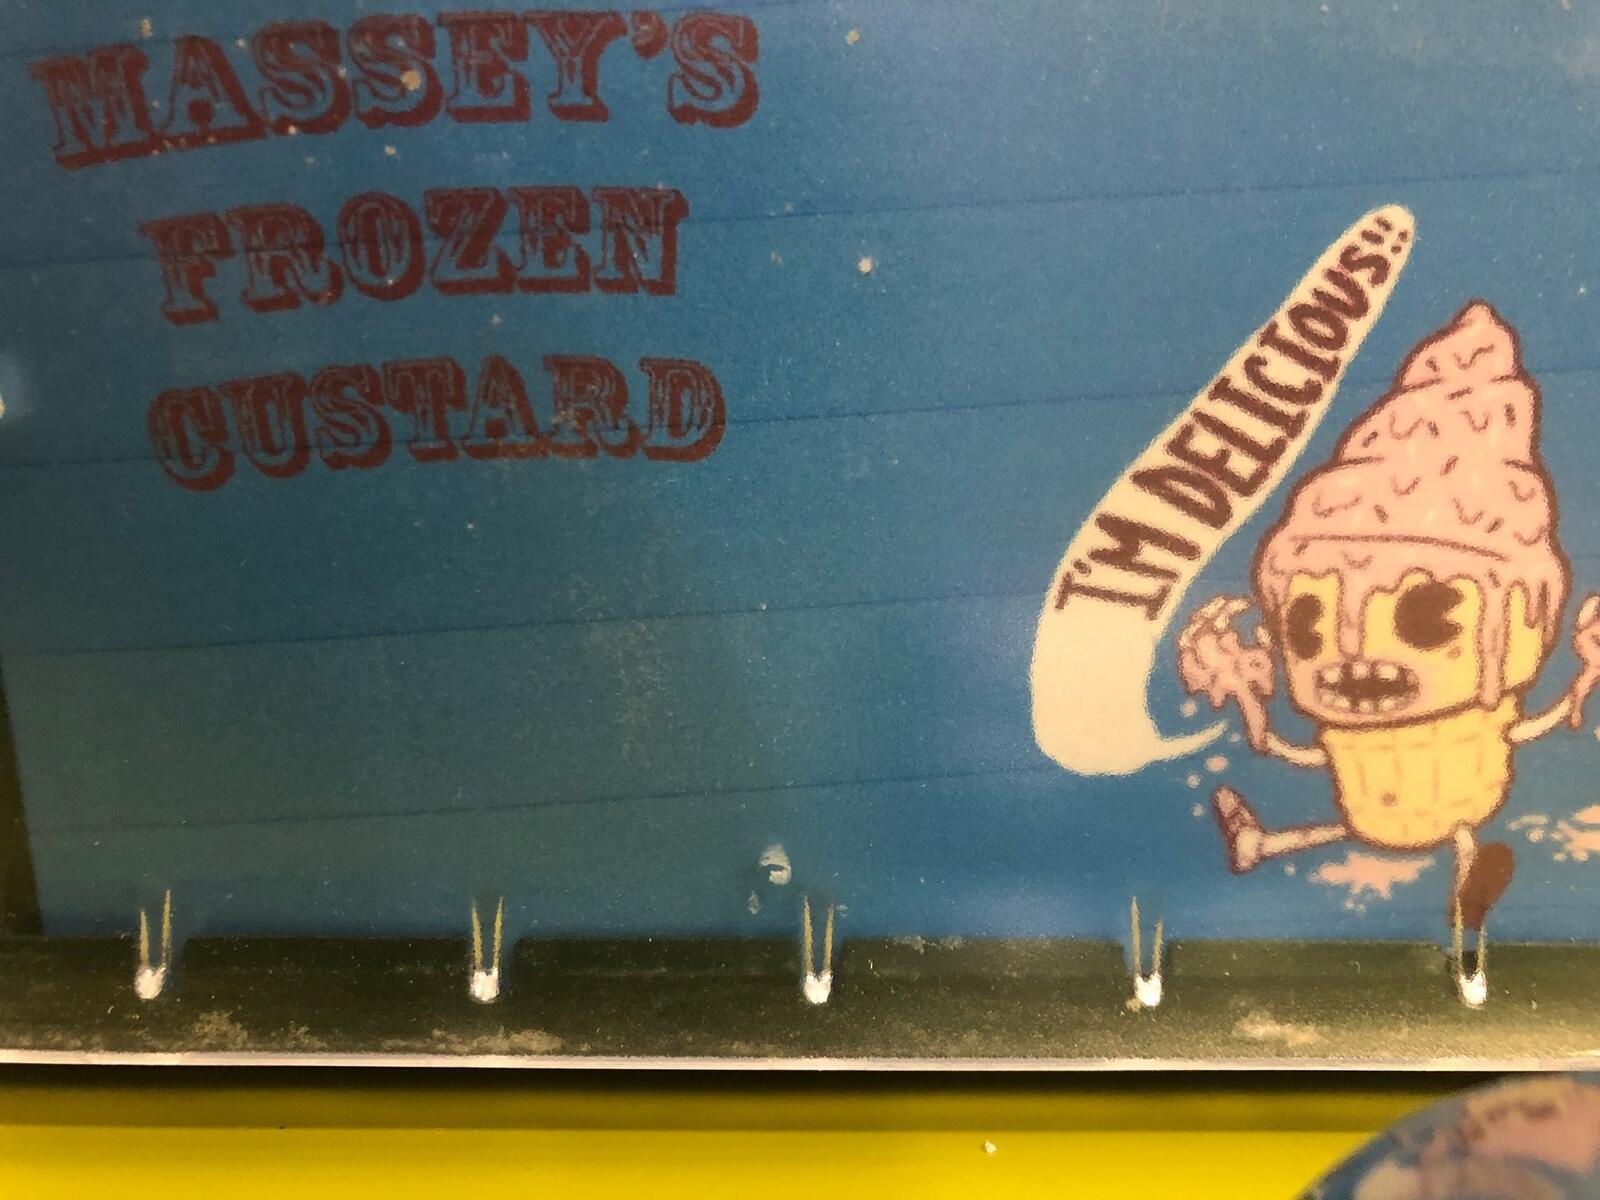 MASSEY'S
FROZEN
CUSTARD
I'M DELICIOUS!!